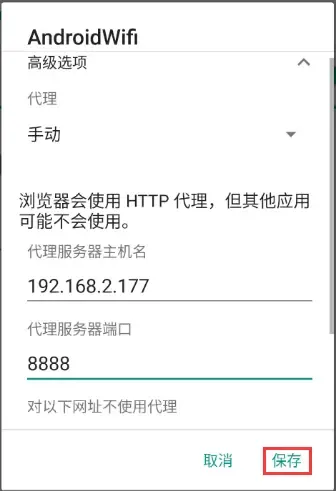 AndroidWifi
高级选项
代理
手动
浏览器会使用 HTTP 代理，但其他应用
可能不会使用。
代理服务器主机名
192.168.2.177
代理服务器端口
8888
对以下网址不使用代理
取消
保存